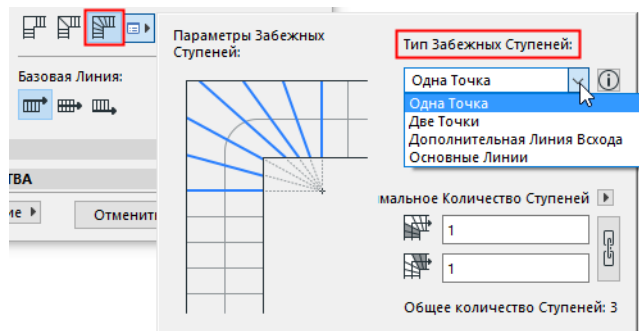 Базовая Линия:
ТВА
ие
Отменить
Параметры Забежных
Ступеней:
Тип Забежных Ступеней:
Одна Точка
Одна Точка
Две Точки
Дополнительная Линия Всхода
Основные Линии
мальное Количество Ступеней
1
1
Общее количество Ступеней: 3